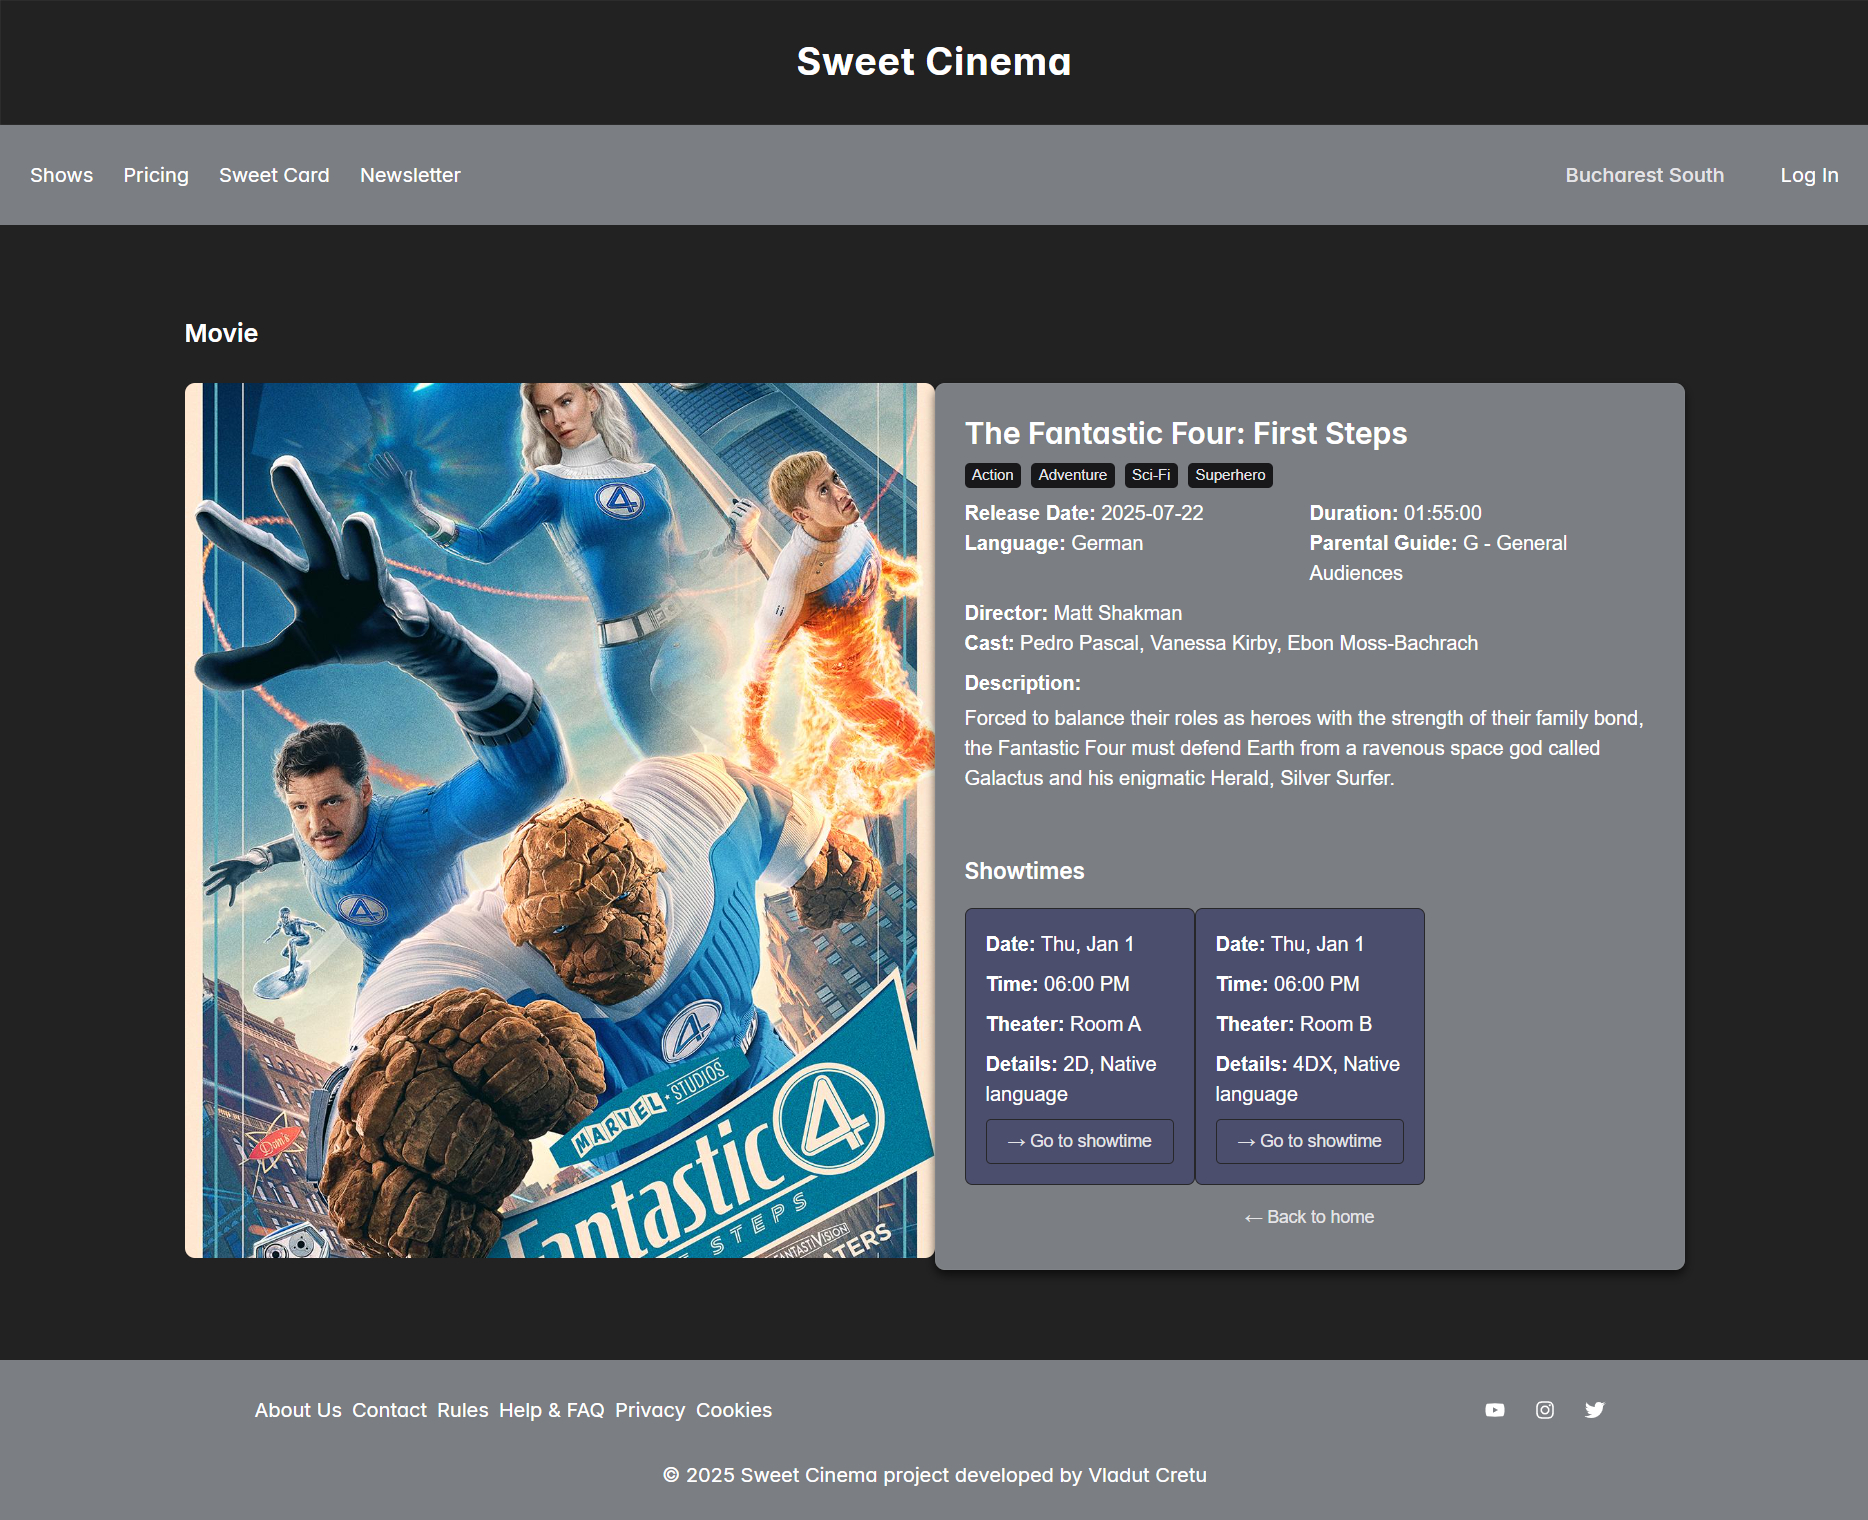 Sweet Cinema
Shows Pricing Sweet Card Newsletter Bucharest South Log In
Movie
The Fantastic Four: First Steps
Action Adventure Sci-Fi Superhero
Release Date: 2025-07-22
Duration: 01:55:00
Language: German
Parental Guide: G - General
Audiences
Director: Matt Shakman
Cast: Pedro Pascal, Vanessa Kirby, Ebon Moss-Bachrach
Description:
Forced to balance their roles as heroes with the strength of their family bond,
the Fantastic Four must defend Earth from a ravenous space god called
Galactus and his enigmatic Herald, Silver Surfer.
Showtimes
Date: Thu, Jan 1
Time: 06:00 PM
Theater: Room A
Details: 2D, Native
language
→ Go to showtime
Date: Thu, Jan 1
Time: 06:00 PM
Theater: Room B
Details: 4DX, Native
language
→ Go to showtime
← Back to home
4
4
4
Dom's
MARVEL STUDIOS
Fantastic 4
STEPS
FANTASTIVISION
About Us Contact Rules Help & FAQ Privacy Cookies
© 2025 Sweet Cinema project developed by Vladut Cretu